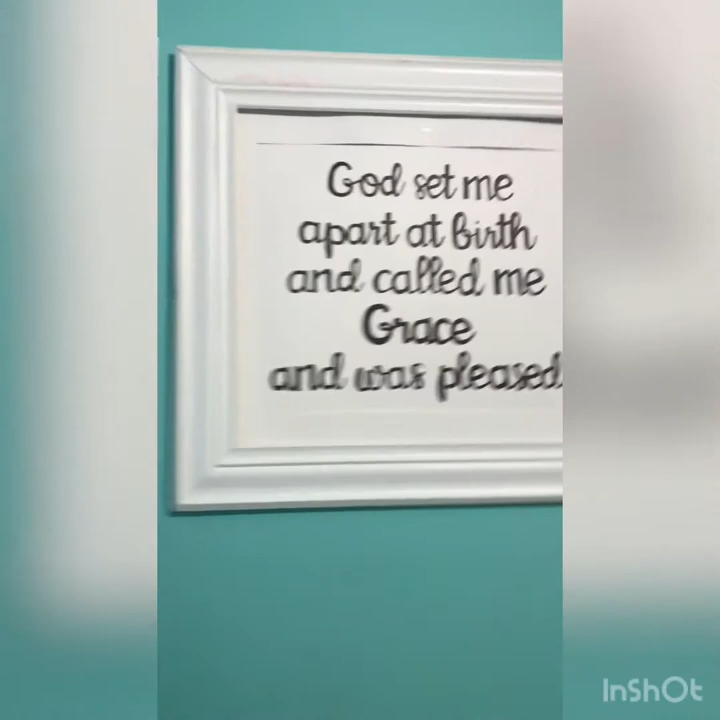 God set me
apart at birth
and called me
Grace
and was pleased
InShOt